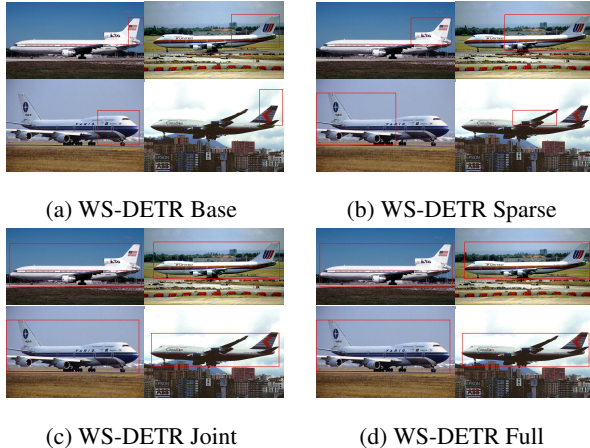 (a) WS-DETR Base
(b) WS-DETR Sparse
(c) WS-DETR Joint
(d) WS-DETR Full